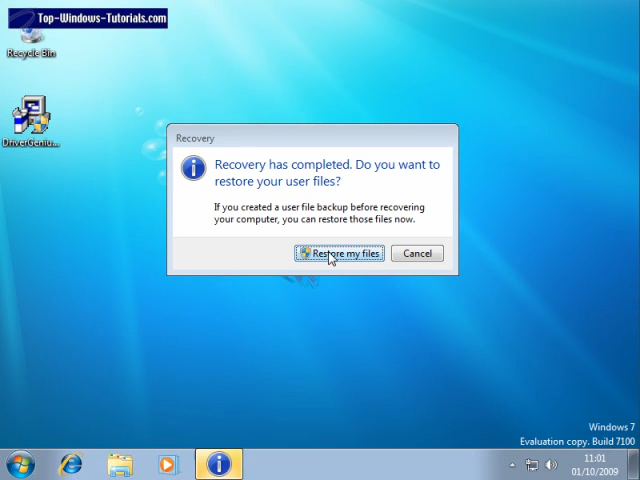 Top-Windows-Tutorials.com
Recycle Bin
DriverGeniu...
Recovery
Recovery has completed. Do you want to
restore your user files?
If you created a user file backup before recovering
your computer, you can restore those files now.
Restore my files
Cancel
Windows 7
Evaluation copy. Build 7100
11:01
01/10/2009